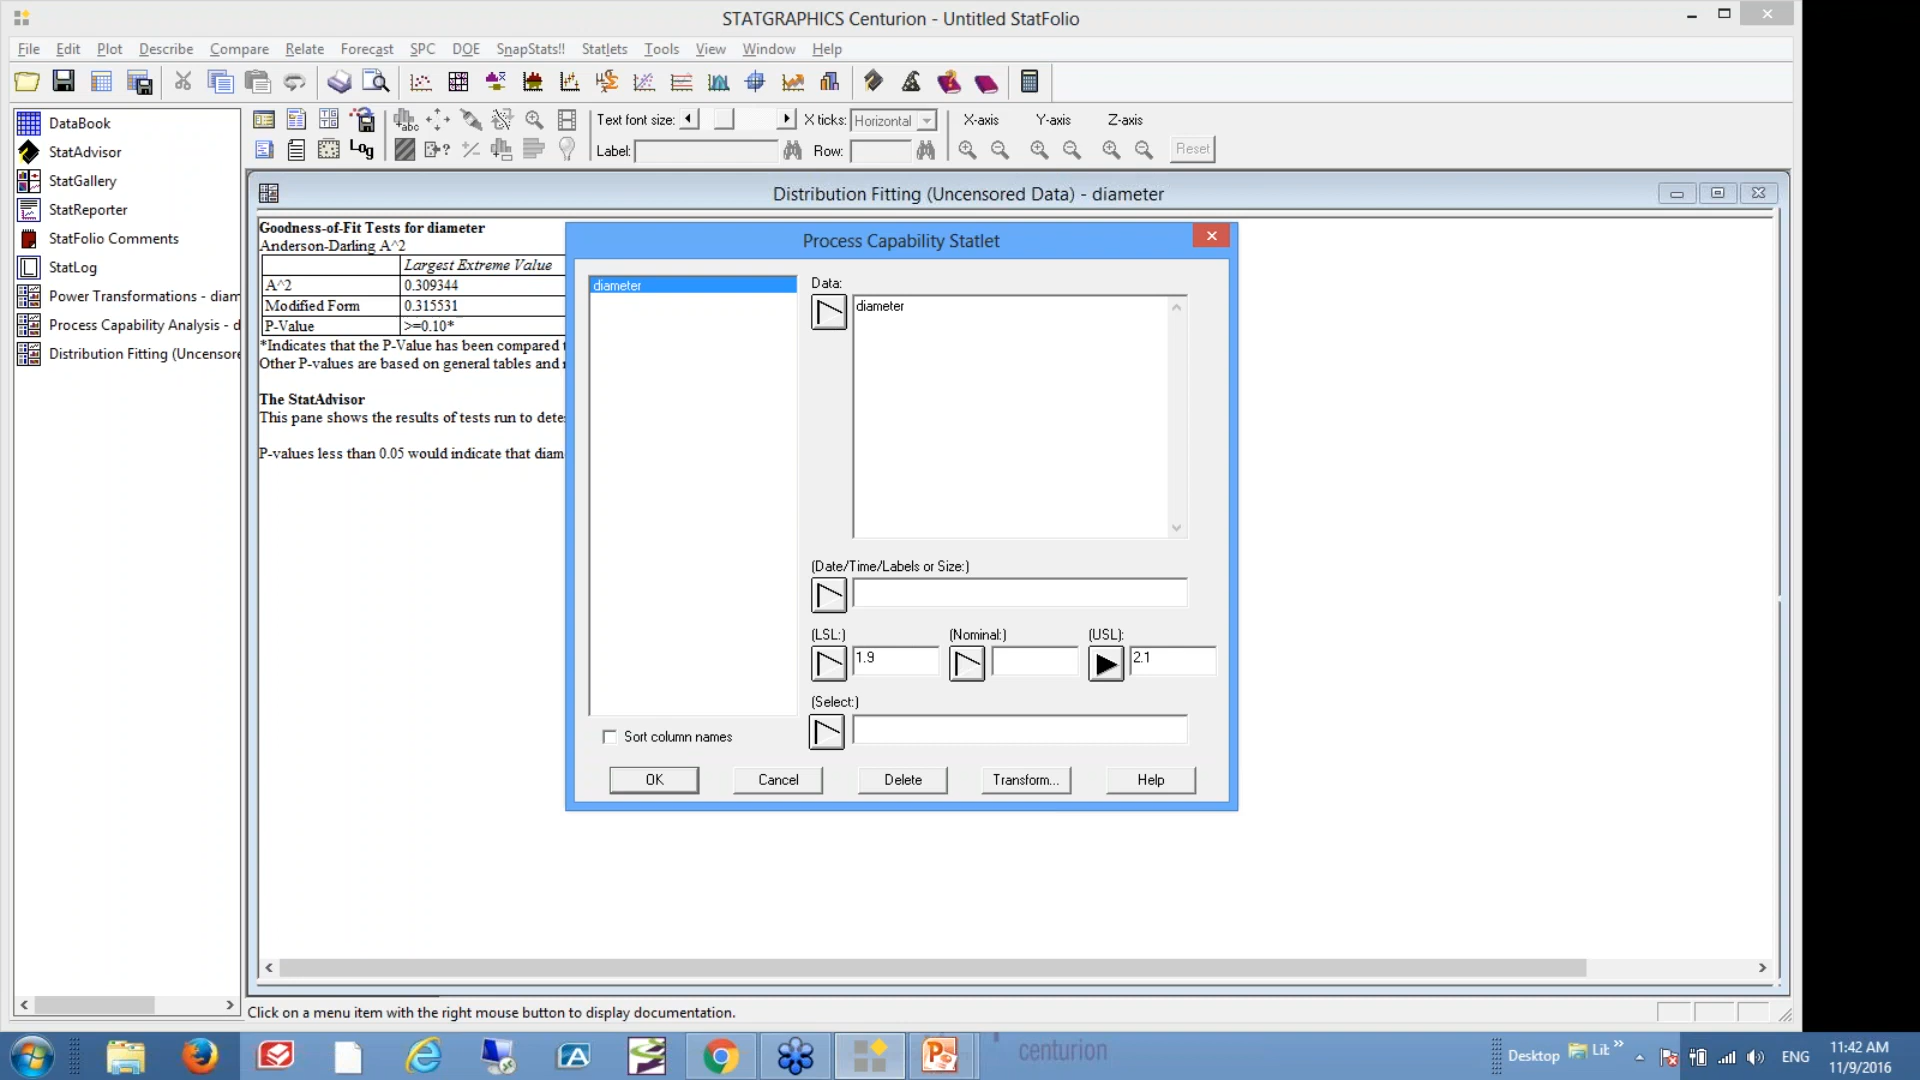 STATGRAPHICS Centurion - Untitled StatFolio
File Edit Plot Describe Compare Relate Forecast SPC DOE SnapStats!! Statlets Tools View Window Help
DataBook
StatAdvisor
StatGallery
StatReporter
StatFolio Comments
StatLog
Power Transformations - diam
Process Capability Analysis - d
Distribution Fitting (Uncensore
Text font size: X ticks: Horizontal X-axis Y-axis Z-axis
Log Label: Row: Reset
Distribution Fitting (Uncensored Data) - diameter
Goodness-of-Fit Tests for diameter
Anderson-Darling A^2
Largest Extreme Value
A^2 0.309344
Modified Form 0.315531
P-Value >=0.10*
*Indicates that the P-Value has been compared
Other P-values are based on general tables and
The StatAdvisor
This pane shows the results of tests run to dete
P-values less than 0.05 would indicate that diam
Process Capability Statlet
diameter
Data:
diameter
(Date/Time/Labels or Size:)
(LSL:) (Nominal:) (USL):
1.9 2.1
(Select:)
Sort column names
OK Cancel Delete Transform... Help
Click on a menu item with the right mouse button to display documentation.
centurion
Desktop Lib » ENG 11:42 AM
11/9/2016